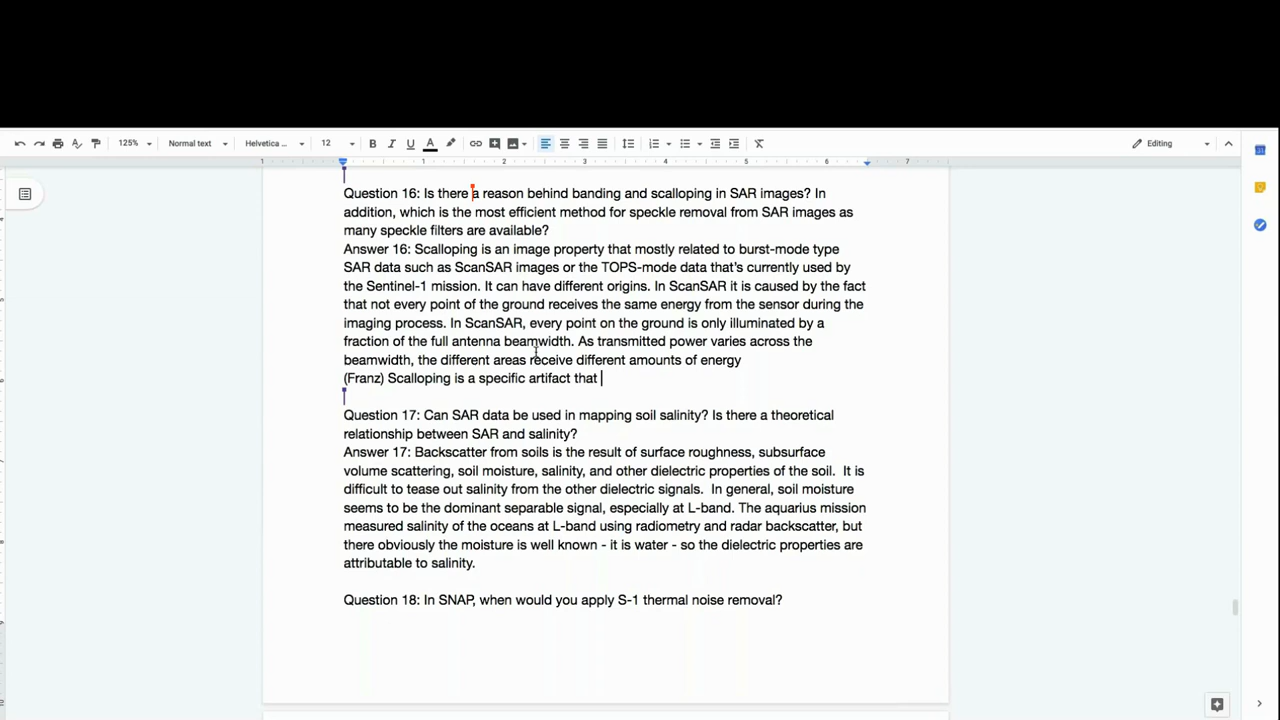 125%
Normal text
Helvetica ...
12
B I U A
Editing
1 1 2 3 4 5 6 7
Question 16: Is there a reason behind banding and scalloping in SAR images? In
addition, which is the most efficient method for speckle removal from SAR images as
many speckle filters are available?
Answer 16: Scalloping is an image property that mostly related to burst-mode type
SAR data such as ScanSAR images or the TOPS-mode data that's currently used by
the Sentinel-1 mission. It can have different origins. In ScanSAR it is caused by the fact
that not every point of the ground receives the same energy from the sensor during the
imaging process. In ScanSAR, every point on the ground is only illuminated by a
fraction of the full antenna beamwidth. As transmitted power varies across the
beamwidth, the different areas receive different amounts of energy
(Franz) Scalloping is a specific artifact that
Question 17: Can SAR data be used in mapping soil salinity? Is there a theoretical
relationship between SAR and salinity?
Answer 17: Backscatter from soils is the result of surface roughness, subsurface
volume scattering, soil moisture, salinity, and other dielectric properties of the soil.  It is
difficult to tease out salinity from the other dielectric signals.  In general, soil moisture
seems to be the dominant separable signal, especially at L-band. The aquarius mission
measured salinity of the oceans at L-band using radiometry and radar backscatter, but
there obviously the moisture is well known - it is water - so the dielectric properties are
attributable to salinity.
Question 18: In SNAP, when would you apply S-1 thermal noise removal?